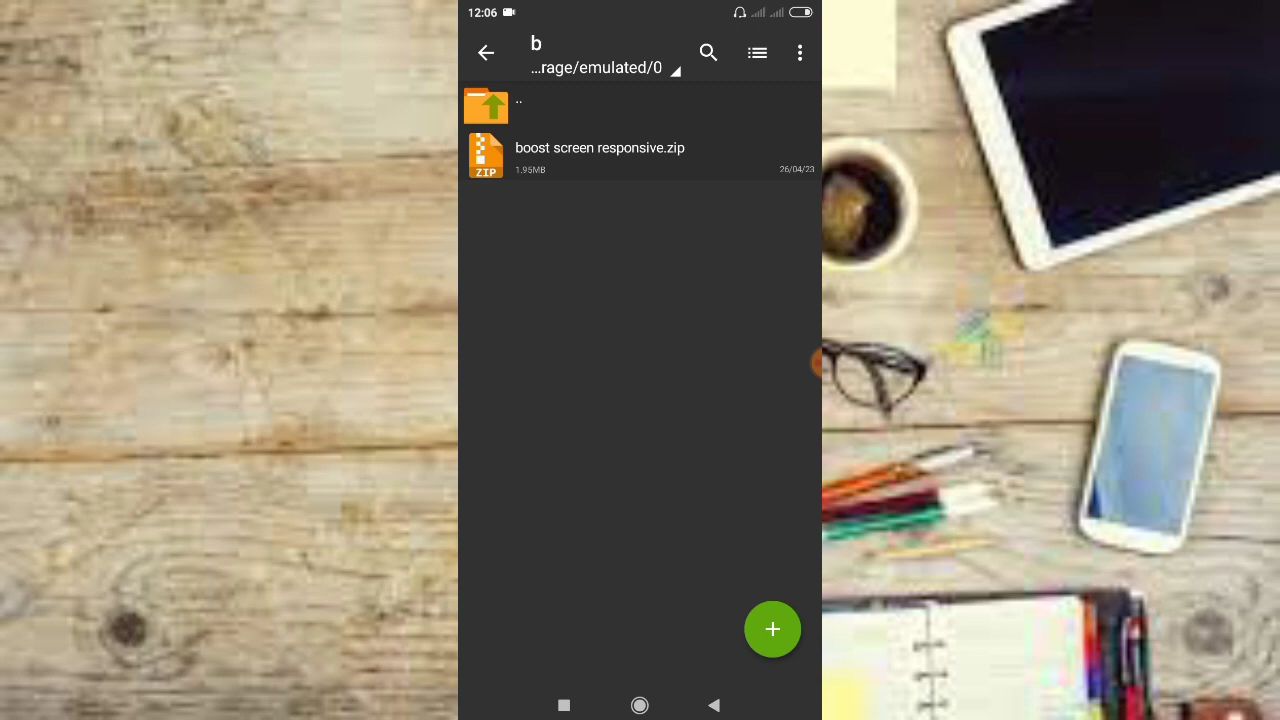 12:06
b
...rage/emulated/0
..
boost screen responsive.zip
ZIP
1.95MB
26/04/23